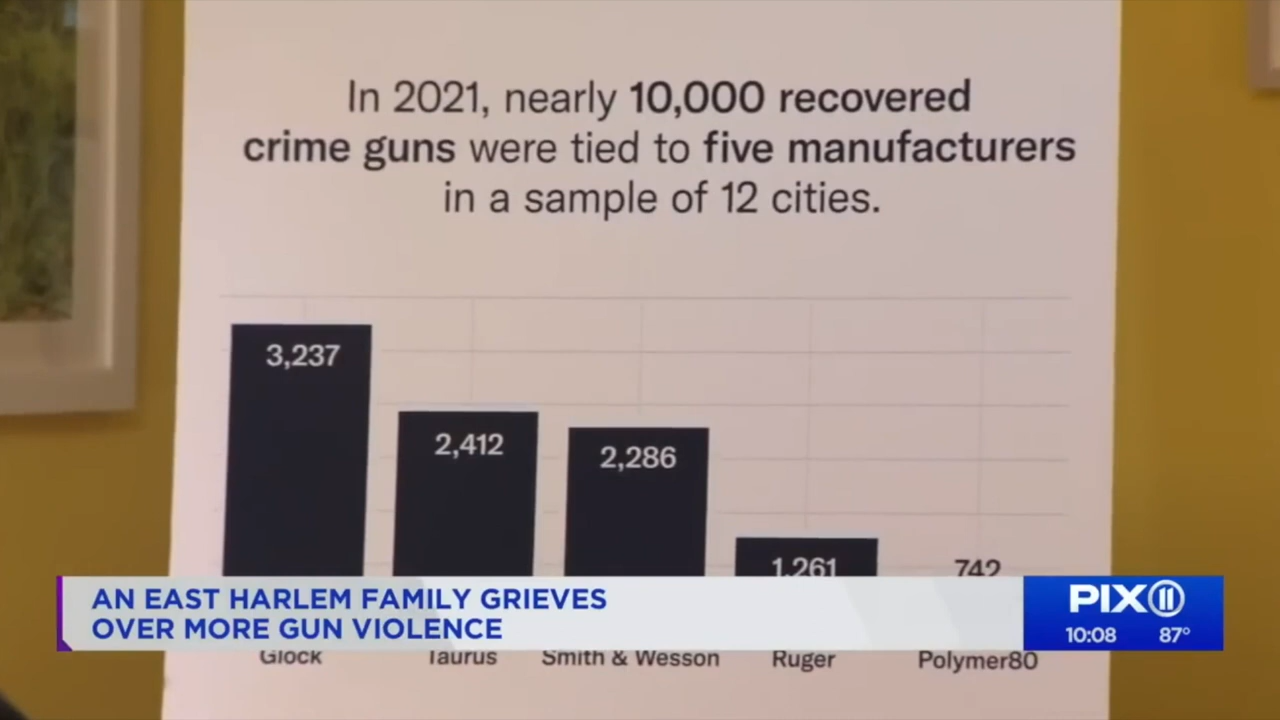 In 2021, nearly 10,000 recovered
crime guns were tied to five manufacturers
in a sample of 12 cities.
3,237
2,412
2,286
1,261
742
AN EAST HARLEM FAMILY GRIEVES
OVER MORE GUN VIOLENCE
PIX11
10:08 87°
Glock Taurus Smith & Wesson Ruger Polymer80